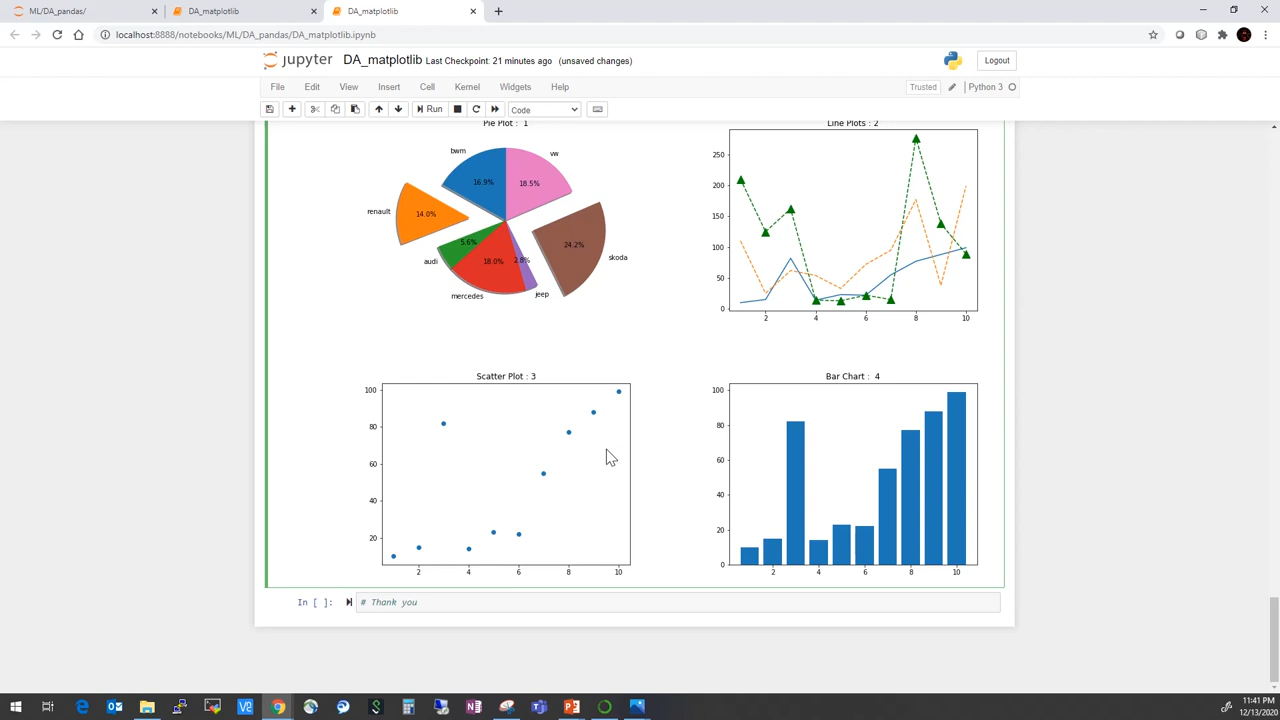 ML/DA_pandas/
DA_matplotlib
DA_matplotlib
localhost:8888/notebooks/ML/DA_pandas/DA_matplotlib.ipynb
jupyter DA_matplotlib Last Checkpoint: 21 minutes ago (unsaved changes)
Logout
File Edit View Insert Cell Kernel Widgets Help
Trusted Python 3
Run Code
Pie Plot : 1
bwm
vw
16.9%
18.5%
renault
14.0%
5.6%
24.2%
audi
18.0%
2.8%
skoda
mercedes
jeep
Line Plots : 2
250
200
150
100
50
0
2 4 6 8 10
Scatter Plot : 3
100
80
60
40
20
2 4 6 8 10
Bar Chart : 4
100
80
60
40
20
0
2 4 6 8 10
In [ ]: # Thank you
11:41 PM
12/13/2020